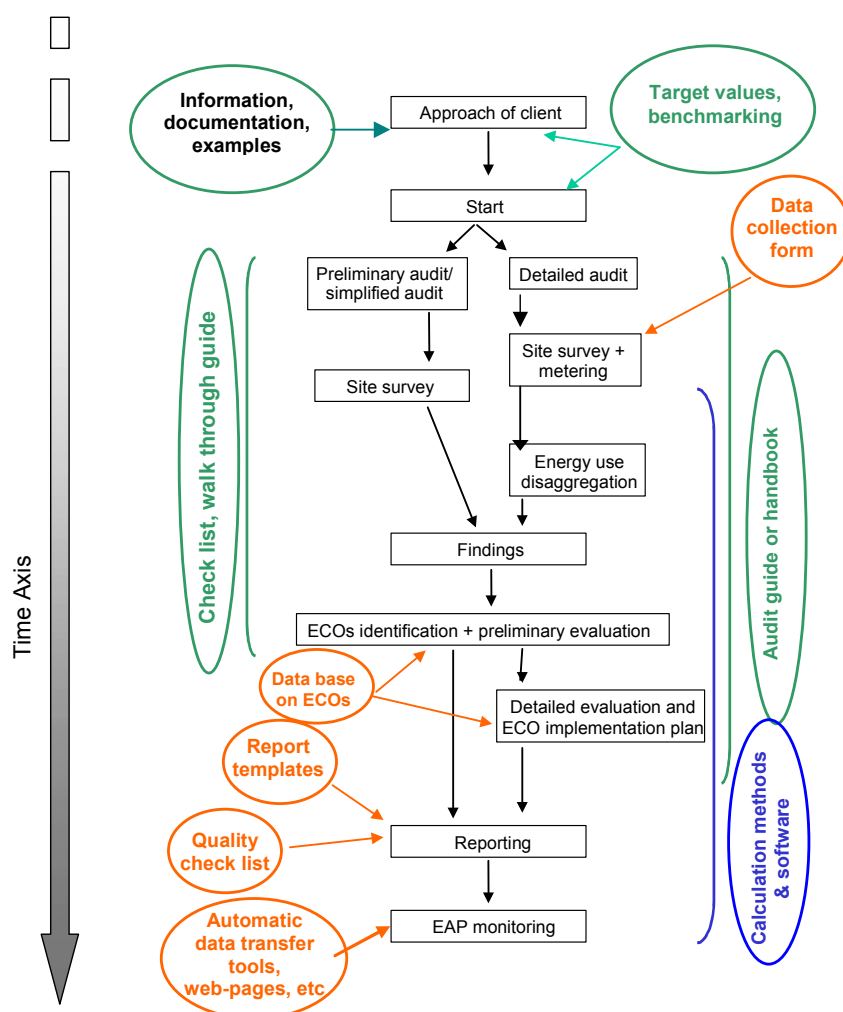 Information,
documentation,
examples
Approach of client
Target values,
benchmarking
Start
Data
collection
form
Preliminary audit/
simplified audit
Detailed audit
Site survey +
metering
Site survey
Check list, walk through guide
Energy use
disaggregation
Audit guide or handbook
Findings
Time Axis
ECOs identification + preliminary evaluation
Data base
on ECOs
Detailed evaluation and
ECO implementation plan
Report
templates
Calculation methods
& software
Quality
check list
Reporting
Automatic
data transfer
tools,
web-pages, etc
EAP monitoring